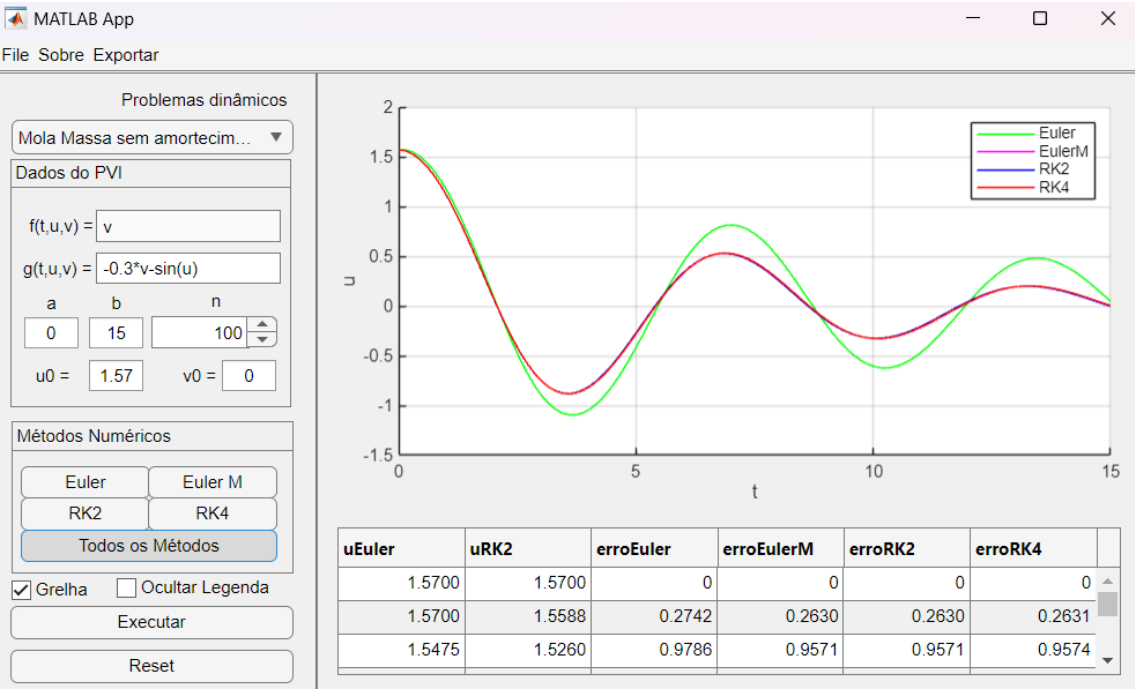 MATLAB App
File Sobre Exportar
Problemas dinâmicos
Mola Massa sem amortecim...
Dados do PVI
f(t,u,v) = v
g(t,u,v) = -0.3*v-sin(u)
a b n
0 15 100
u0 = 1.57 v0 = 0
Métodos Numéricos
Euler Euler M
RK2 RK4
Todos os Métodos
Grelha Ocultar Legenda
Executar
Reset
2
1.5
1
0.5
0
-0.5
-1
-1.5
u
0 5 10 15
t
Euler
EulerM
RK2
RK4
uEuler uRK2 erroEuler erroEulerM erroRK2 erroRK4
1.5700 1.5700 0 0 0 0
1.5700 1.5588 0.2742 0.2630 0.2630 0.2631
1.5475 1.5260 0.9786 0.9571 0.9571 0.9574